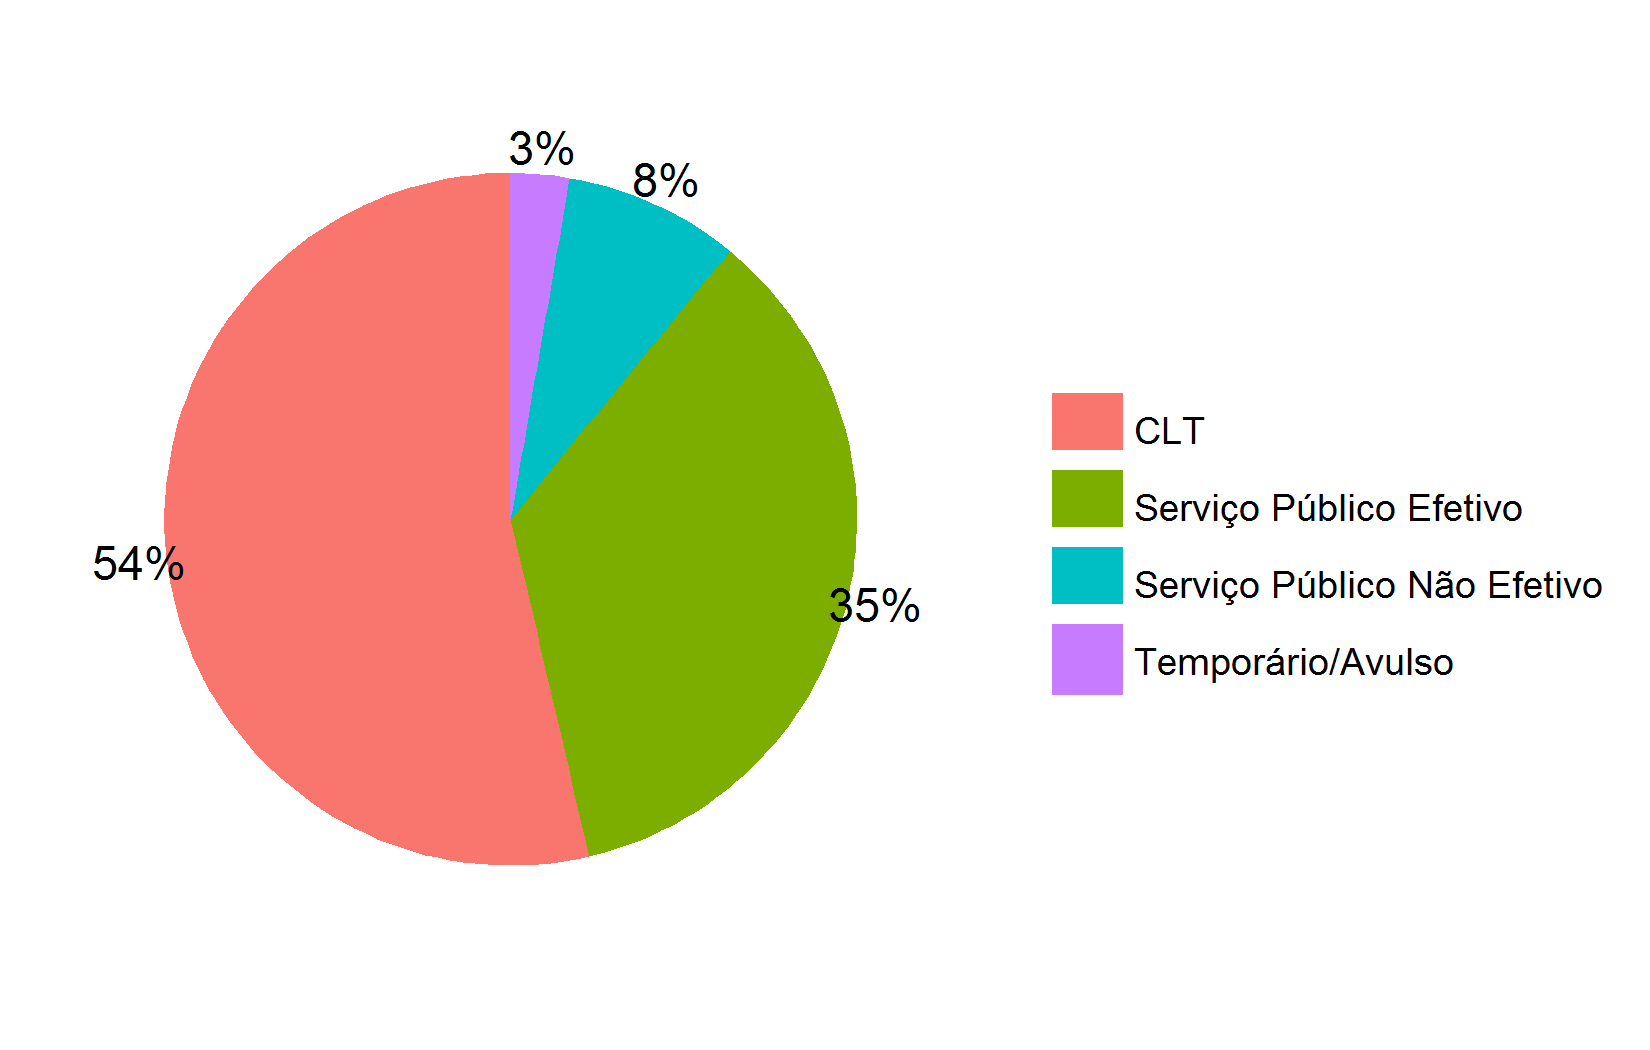 3%
8%
54%
35%
CLT
Serviço Público Efetivo
Serviço Público Não Efetivo
Temporário/Avulso